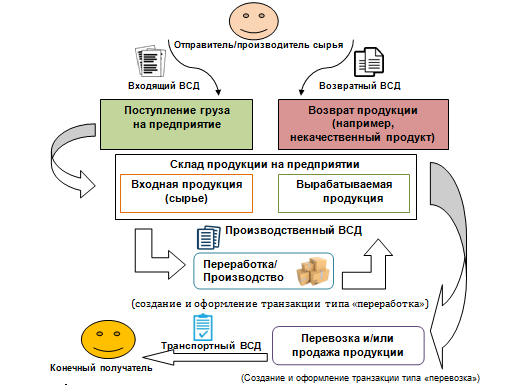 Отправитель/производитель сырья
Входящий ВСД
Возвратный ВСД
Поступление груза
на предприятие
Возврат продукции
(например,
некачественный продукт)
Склад продукции на предприятии
Входная продукция
(сырье)
Вырабатываемая
продукция
Производственный ВСД
Переработка/
Производство
(создание и оформление транзакции типа «переработка»)
Транспортный ВСД
Перевозка и/или
продажа продукции
Конечный получатель
(Создание и оформление транзакции типа «перевозка»)